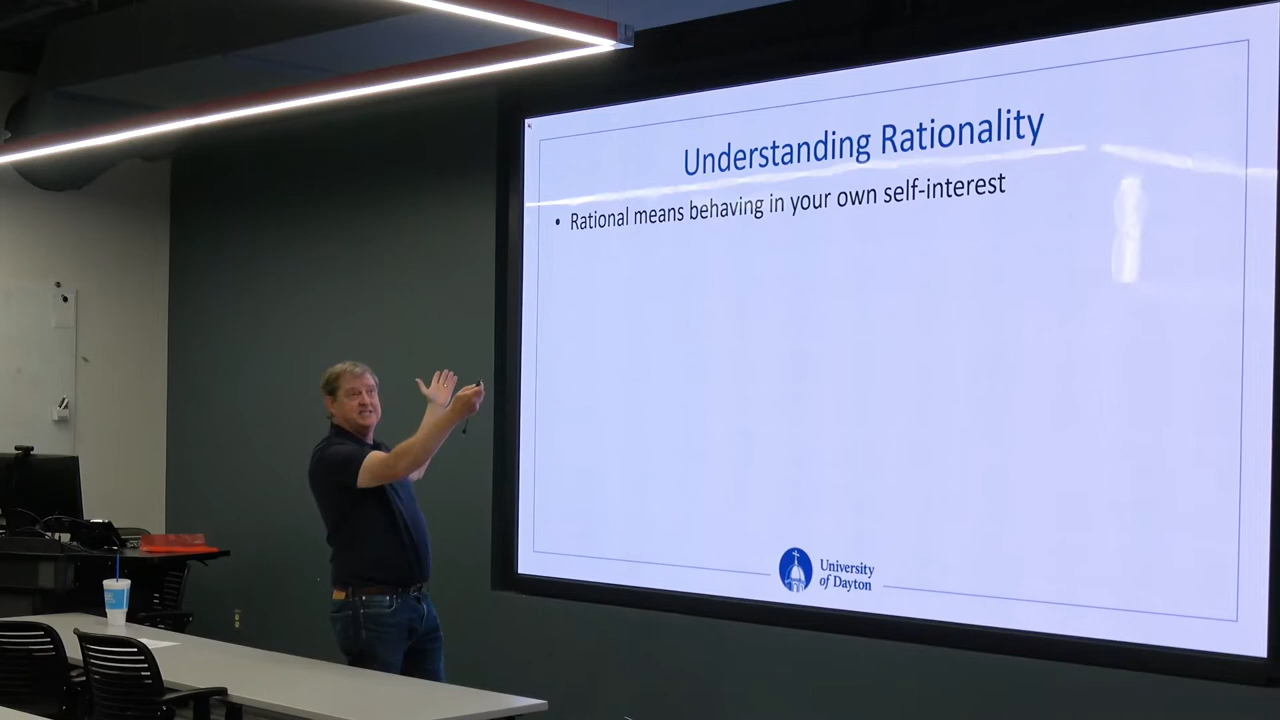 Understanding Rationality
• Rational means behaving in your own self-interest
University
of Dayton